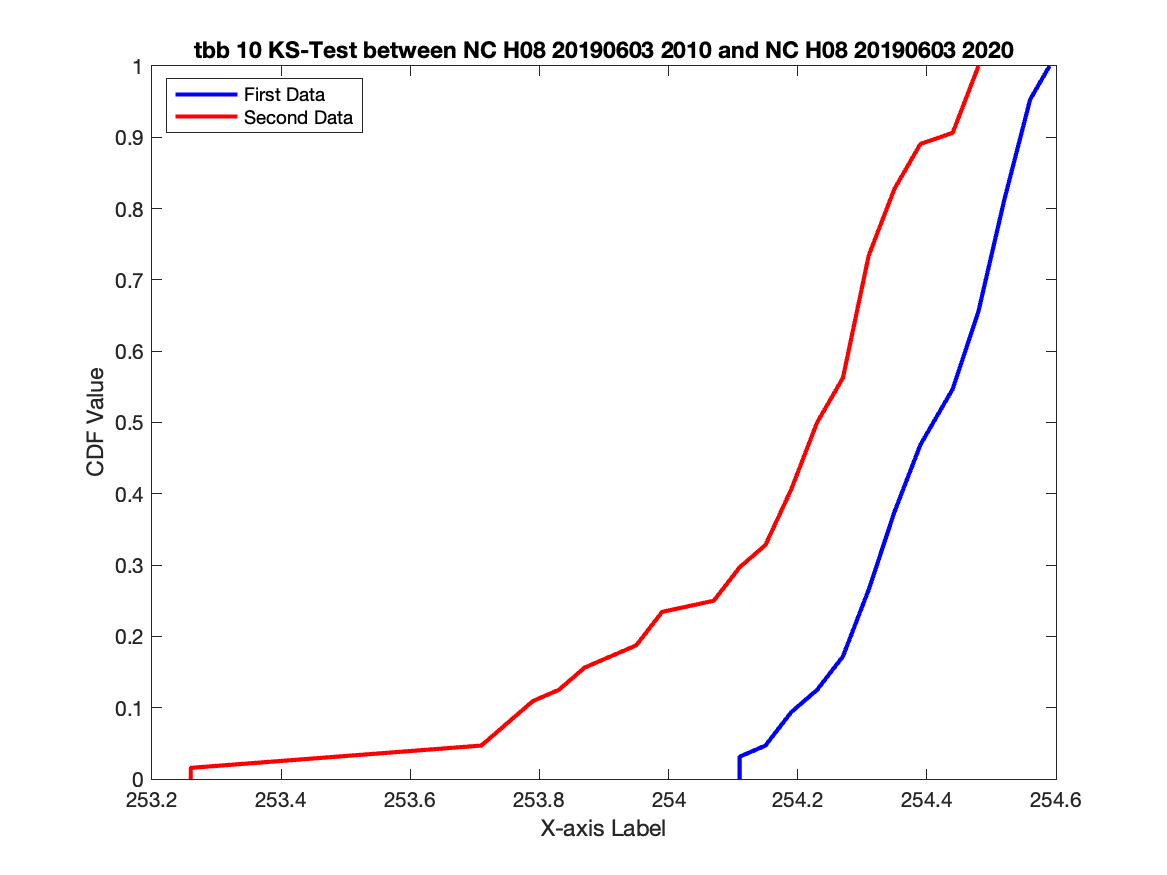 tbb 10 KS-Test between NC H08 20190603 2010 and NC H08 20190603 2020
First Data
Second Data
CDF Value
1
0.9
0.8
0.7
0.6
0.5
0.4
0.3
0.2
0.1
0
253.2 253.4 253.6 253.8 254 254.2 254.4 254.6
X-axis Label